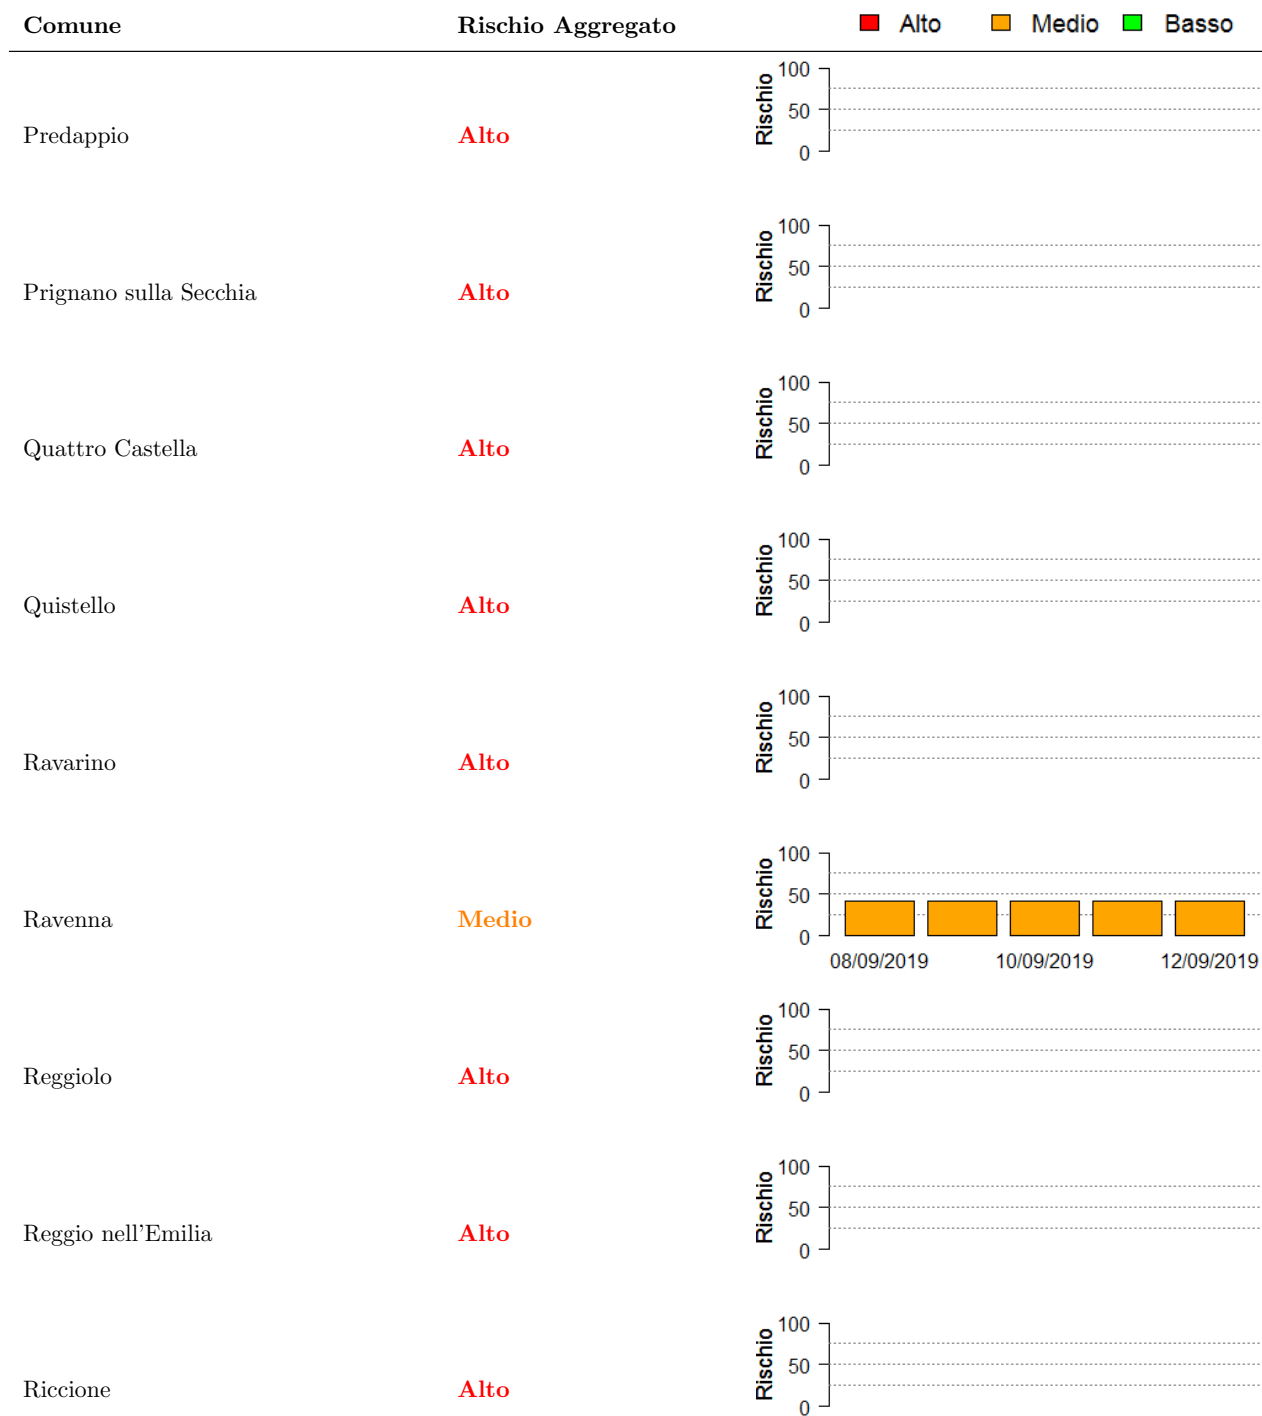 Comune Rischio Aggregato Alto Medio Basso
Predappio Alto Rischio 100 50 0
Prignano sulla Secchia Alto Rischio 100 50 0
Quattro Castella Alto Rischio 100 50 0
Quistello Alto Rischio 100 50 0
Ravarino Alto Rischio 100 50 0
Ravenna Medio Rischio 100 50 0
08/09/2019 10/09/2019 12/09/2019
Reggiolo Alto Rischio 100 50 0
Reggio nell'Emilia Alto Rischio 100 50 0
Riccione Alto Rischio 100 50 0